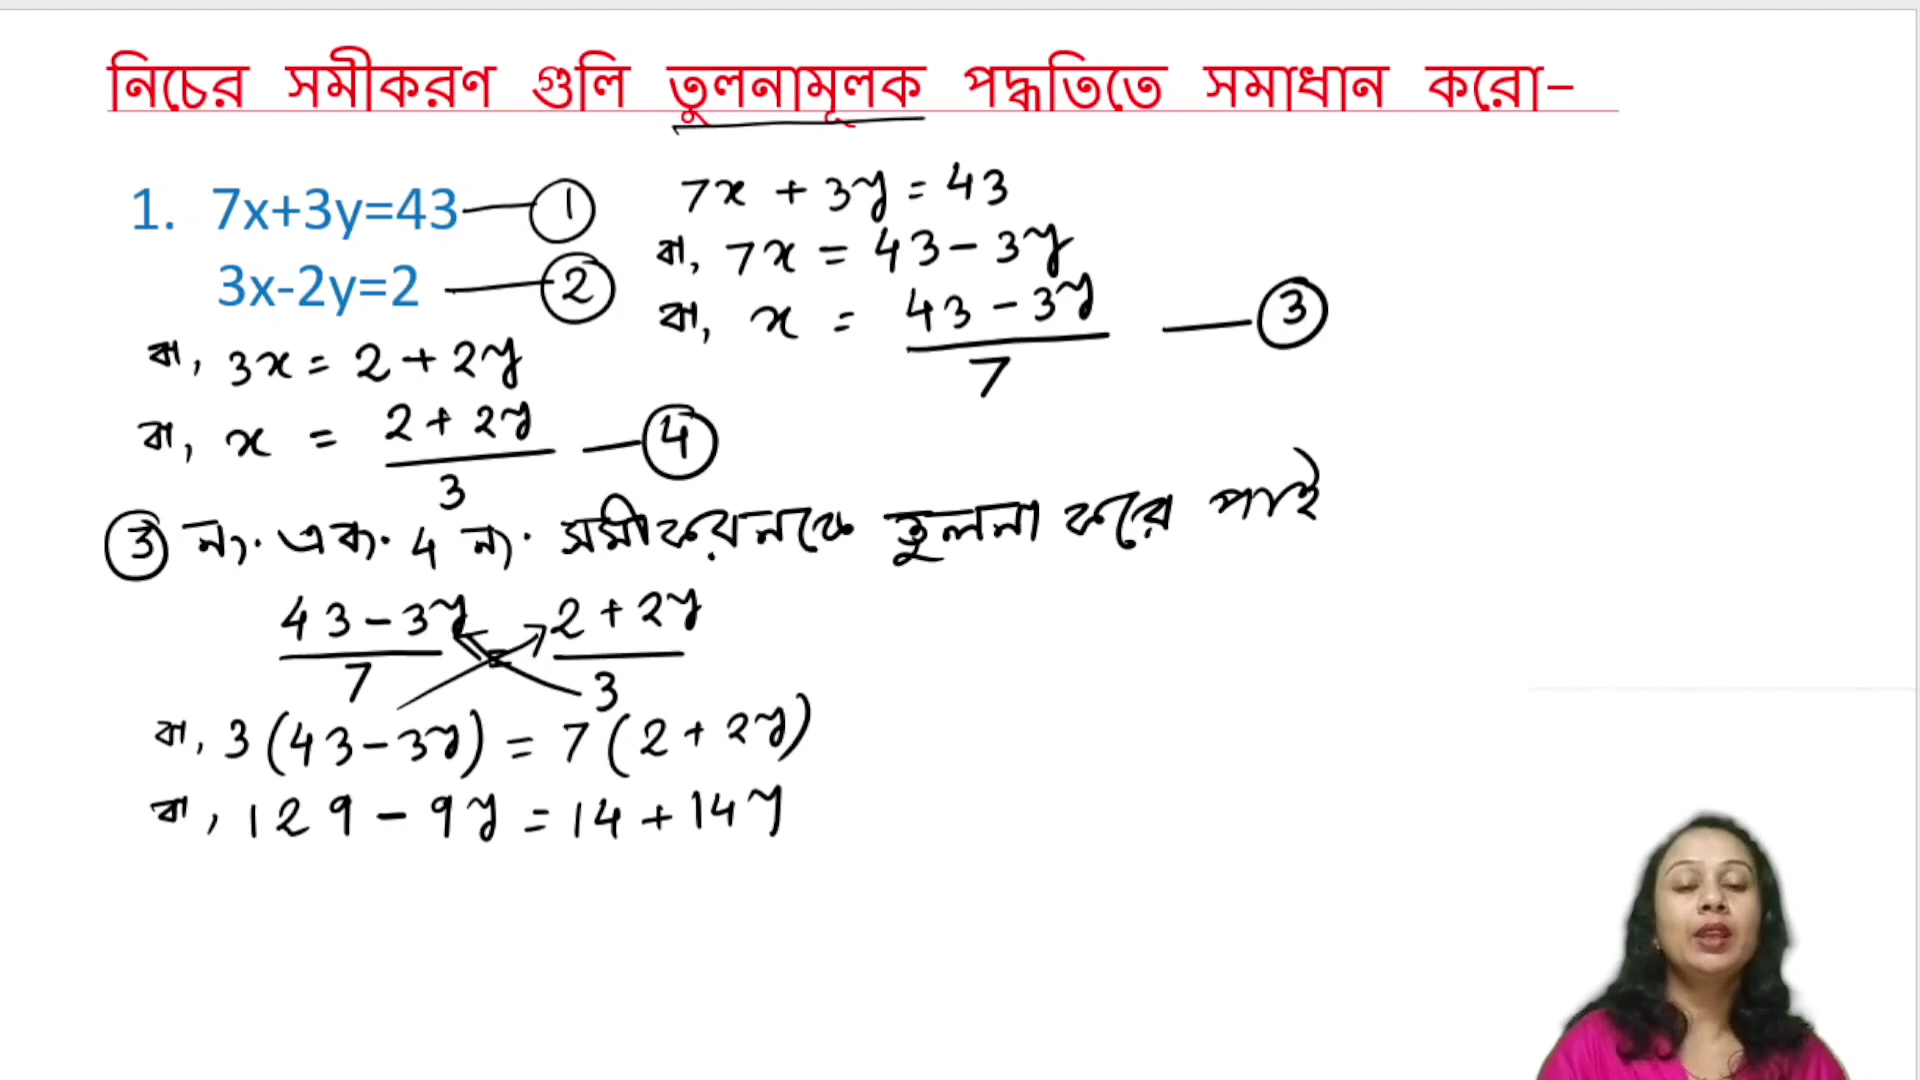 নিচের সমীকরণ গুলি তুলনামূলক পদ্ধতিতে সমাধান করো-
1. 7x+3y=43 — 1
3x-2y=2 — 2
বা, 3x = 2 + 2y
বা, x = (2 + 2y)/3 — 4
7x + 3y = 43
বা, 7x = 43 - 3y
বা, x = (43 - 3y)/7 — 3
3 নং এবং 4 নং সমীকরনকে তুলনা করে পাই
(43 - 3y)/7 = (2 + 2y)/3
বা, 3(43 - 3y) = 7(2 + 2y)
বা, 129 - 9y = 14 + 14y